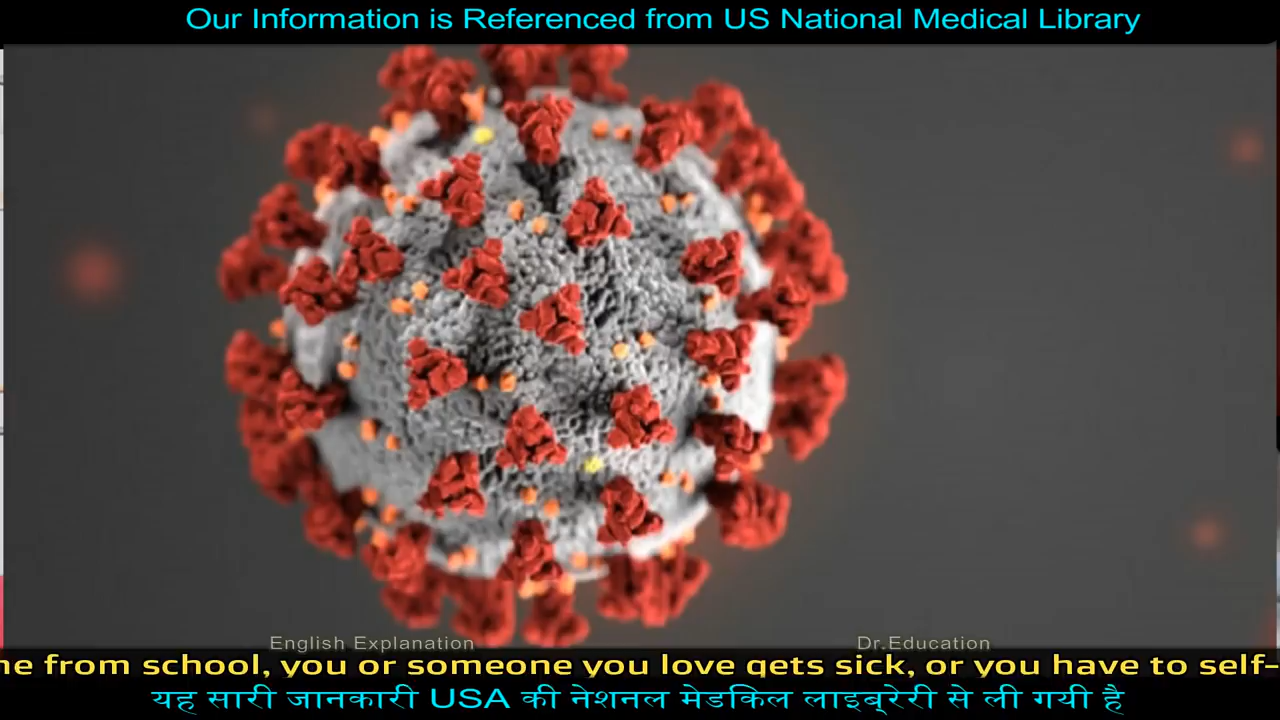 Our Information is Referenced from US National Medical Library
English Explanation
Dr.Education
from school, you or someone you love gets sick, or you have to self-
यह सारी जानकारी USA की नेशनल मेडकिल लाइब्रेरी से ली गयी है